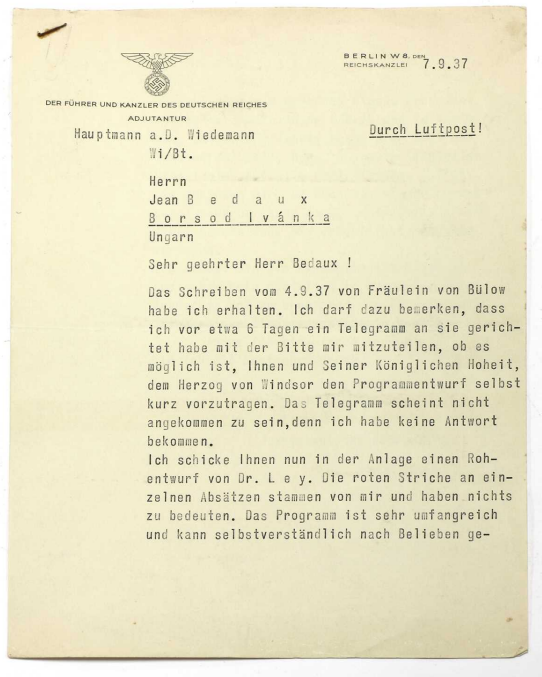 BERLIN W 8, DEN
REICHSKANZLEI 7.9.37
DER FÜHRER UND KANZLER DES DEUTSCHEN REICHES
ADJUTANTUR
Hauptmann a.D. Wiedemann
Wi/Bt.
Durch Luftpost!
Herrn
Jean B e d a u x
B o r s o d I v á n k a
Ungarn
Sehr geehrter Herr Bedaux !
Das Schreiben vom 4.9.37 von Fräulein von Bülow
habe ich erhalten. Ich darf dazu bemerken, dass
ich vor etwa 6 Tagen ein Telegramm an sie gerich-
tet habe mit der Bitte mir mitzuteilen, ob es
möglich ist, Ihnen und Seiner Königlichen Hoheit,
dem Herzog von Windsor den Programmentwurf selbst
kurz vorzutragen. Das Telegramm scheint nicht
angekommen zu sein,denn ich habe keine Antwort
bekommen.
Ich schicke Ihnen nun in der Anlage einen Roh-
entwurf von Dr. L e y. Die roten Striche an ein-
zelnen Absätzen stammen von mir und haben nichts
zu bedeuten. Das Programm ist sehr umfangreich
und kann selbstverständlich nach Belieben ge-